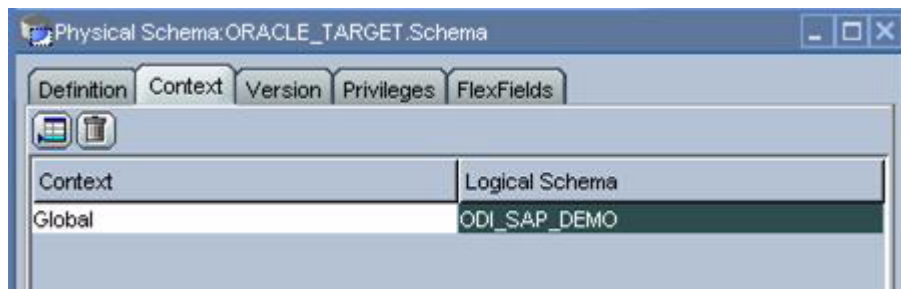 Physical Schema:ORACLE_TARGET.Schema
Definition Context Version Privileges FlexFields
Context Logical Schema
Global ODI_SAP_DEMO